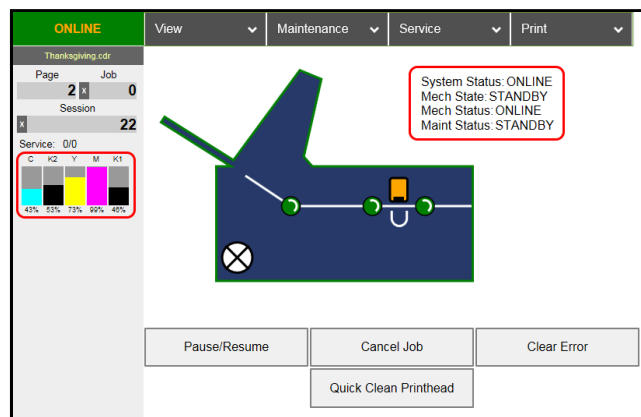 ONLINE View Maintenance Service Print
Thanksgiving.cdr
Page Job
2 x 0
Session
x 22
Service: 0/0
C K2 Y M K1
43% 53% 73% 99% 46%
System Status: ONLINE
Mech State: STANDBY
Mech Status: ONLINE
Maint Status: STANDBY
Pause/Resume Cancel Job Clear Error
Quick Clean Printhead